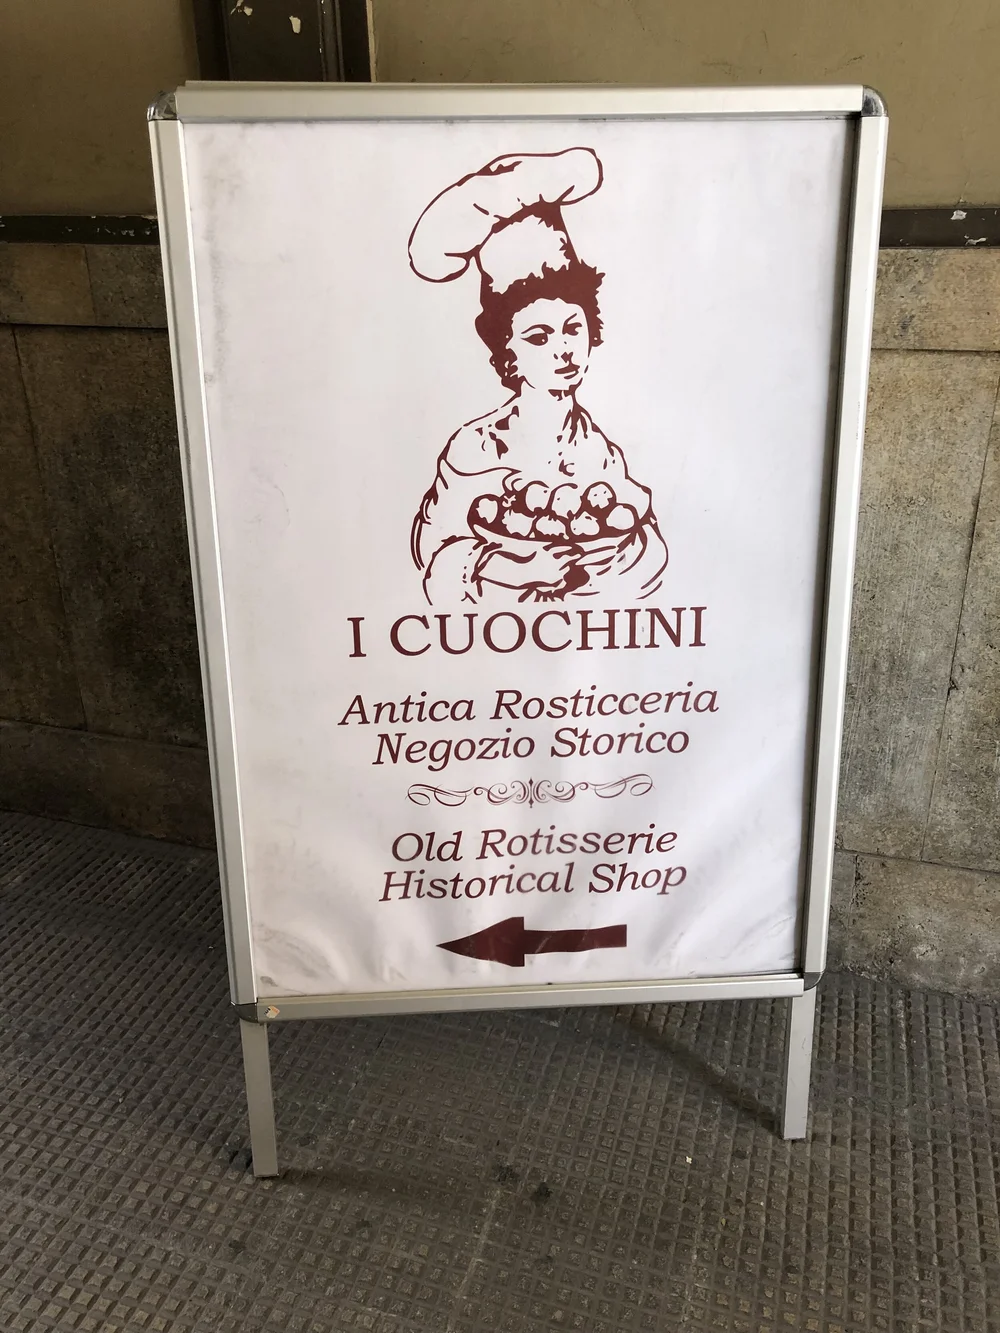 I CUOCHINI
Antica Rosticceria
Negozio Storico
Old Rotisserie
Historical Shop